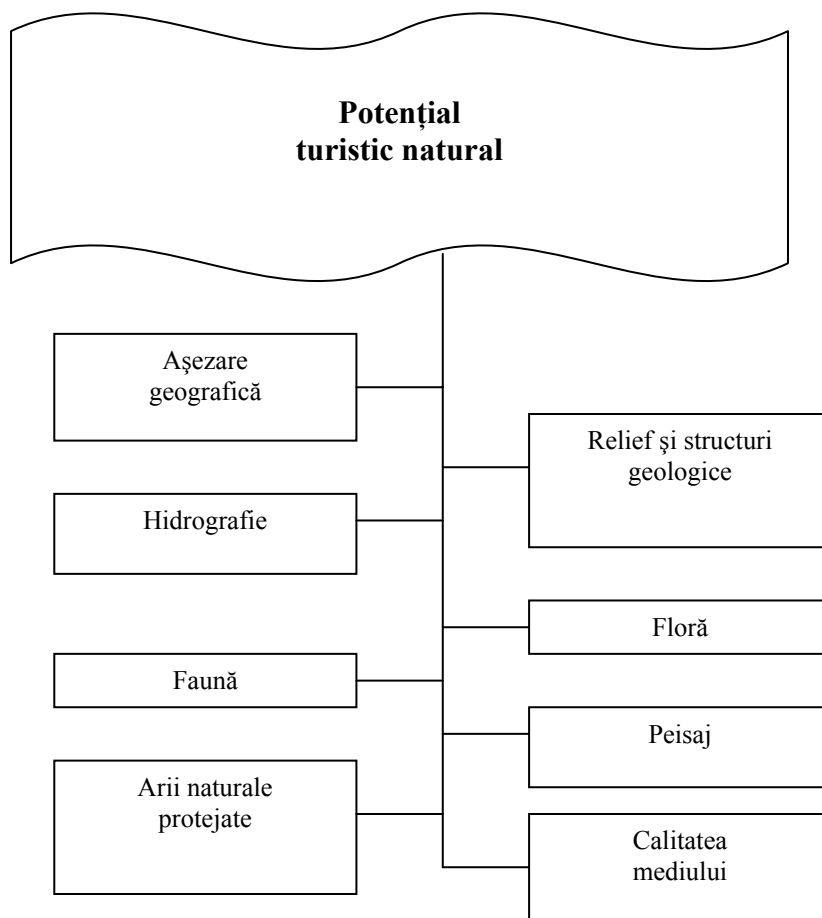 Potențial
turistic natural
Aşezare
geografică
Relief şi structuri
geologice
Hidrografie
Floră
Faună
Peisaj
Arii naturale
protejate
Calitatea
mediului